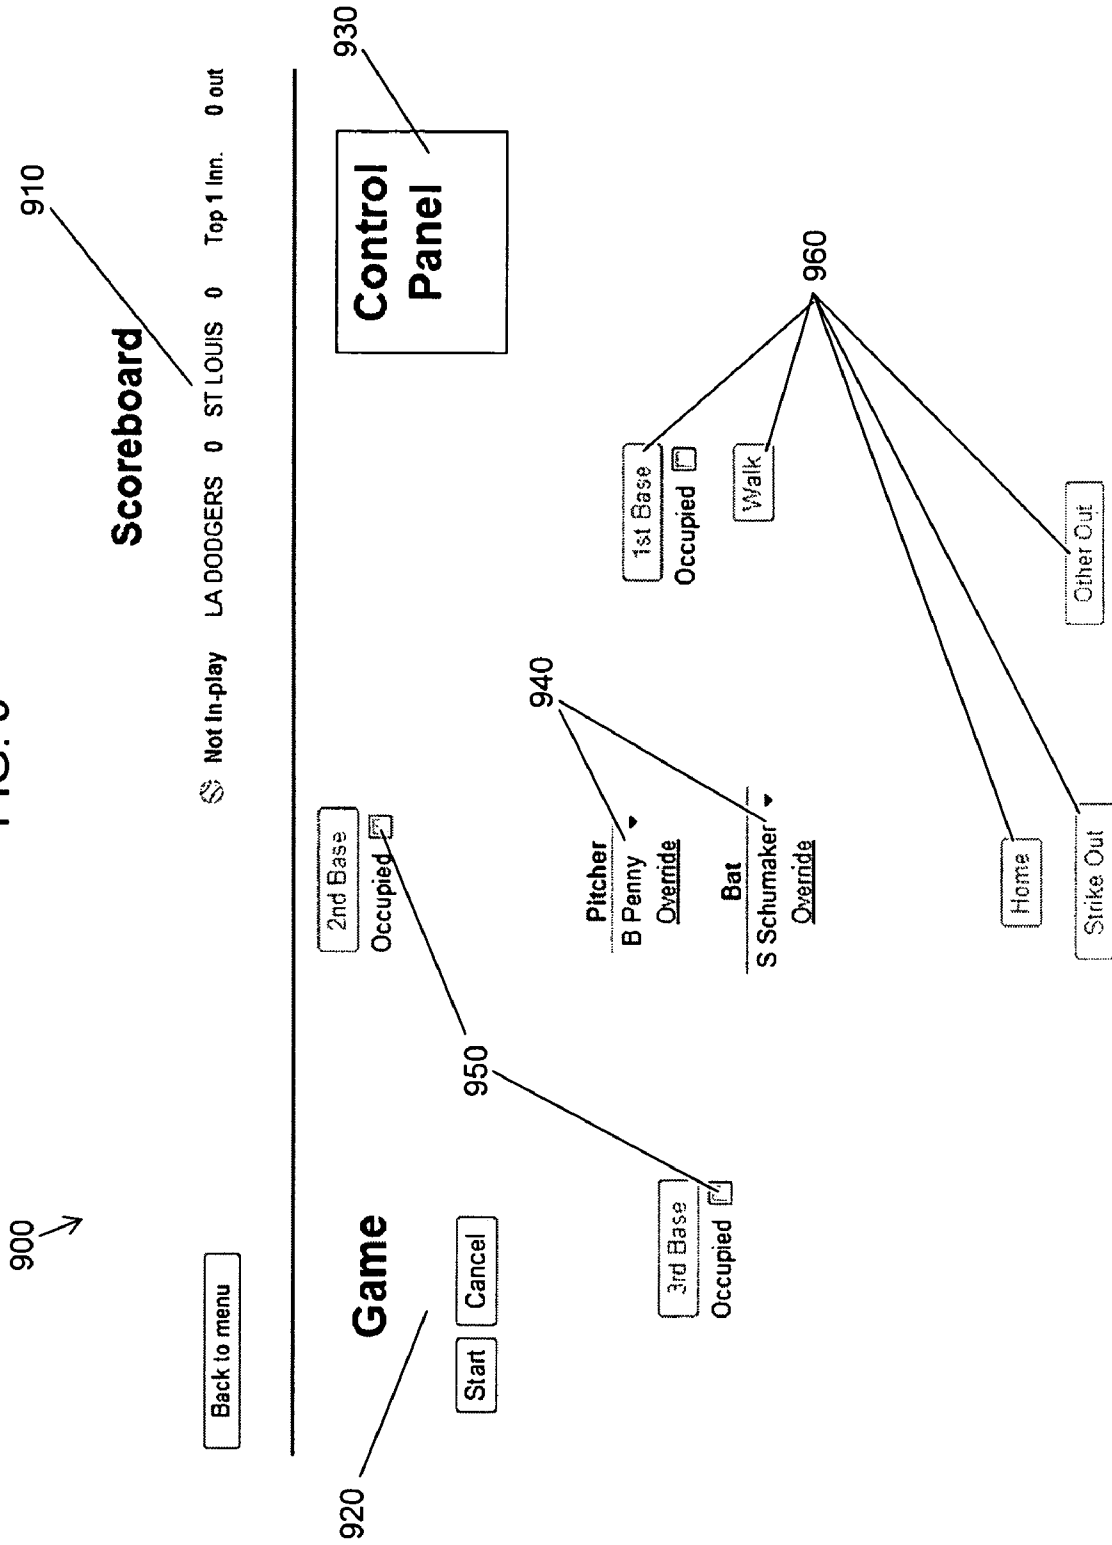 900
910
Scoreboard
Back to menu
Not In-play LA DODGERS 0 ST LOUIS 0 Top 1 Inn. 0 out
920
Game
Start Cancel
2nd Base
Occupied
Control
Panel
930
950
940
Pitcher
B Penny
Override
Bat
S Schumaker
Override
3rd Base
Occupied
1st Base
Occupied
Walk
960
Home
Strike Out
Other Out